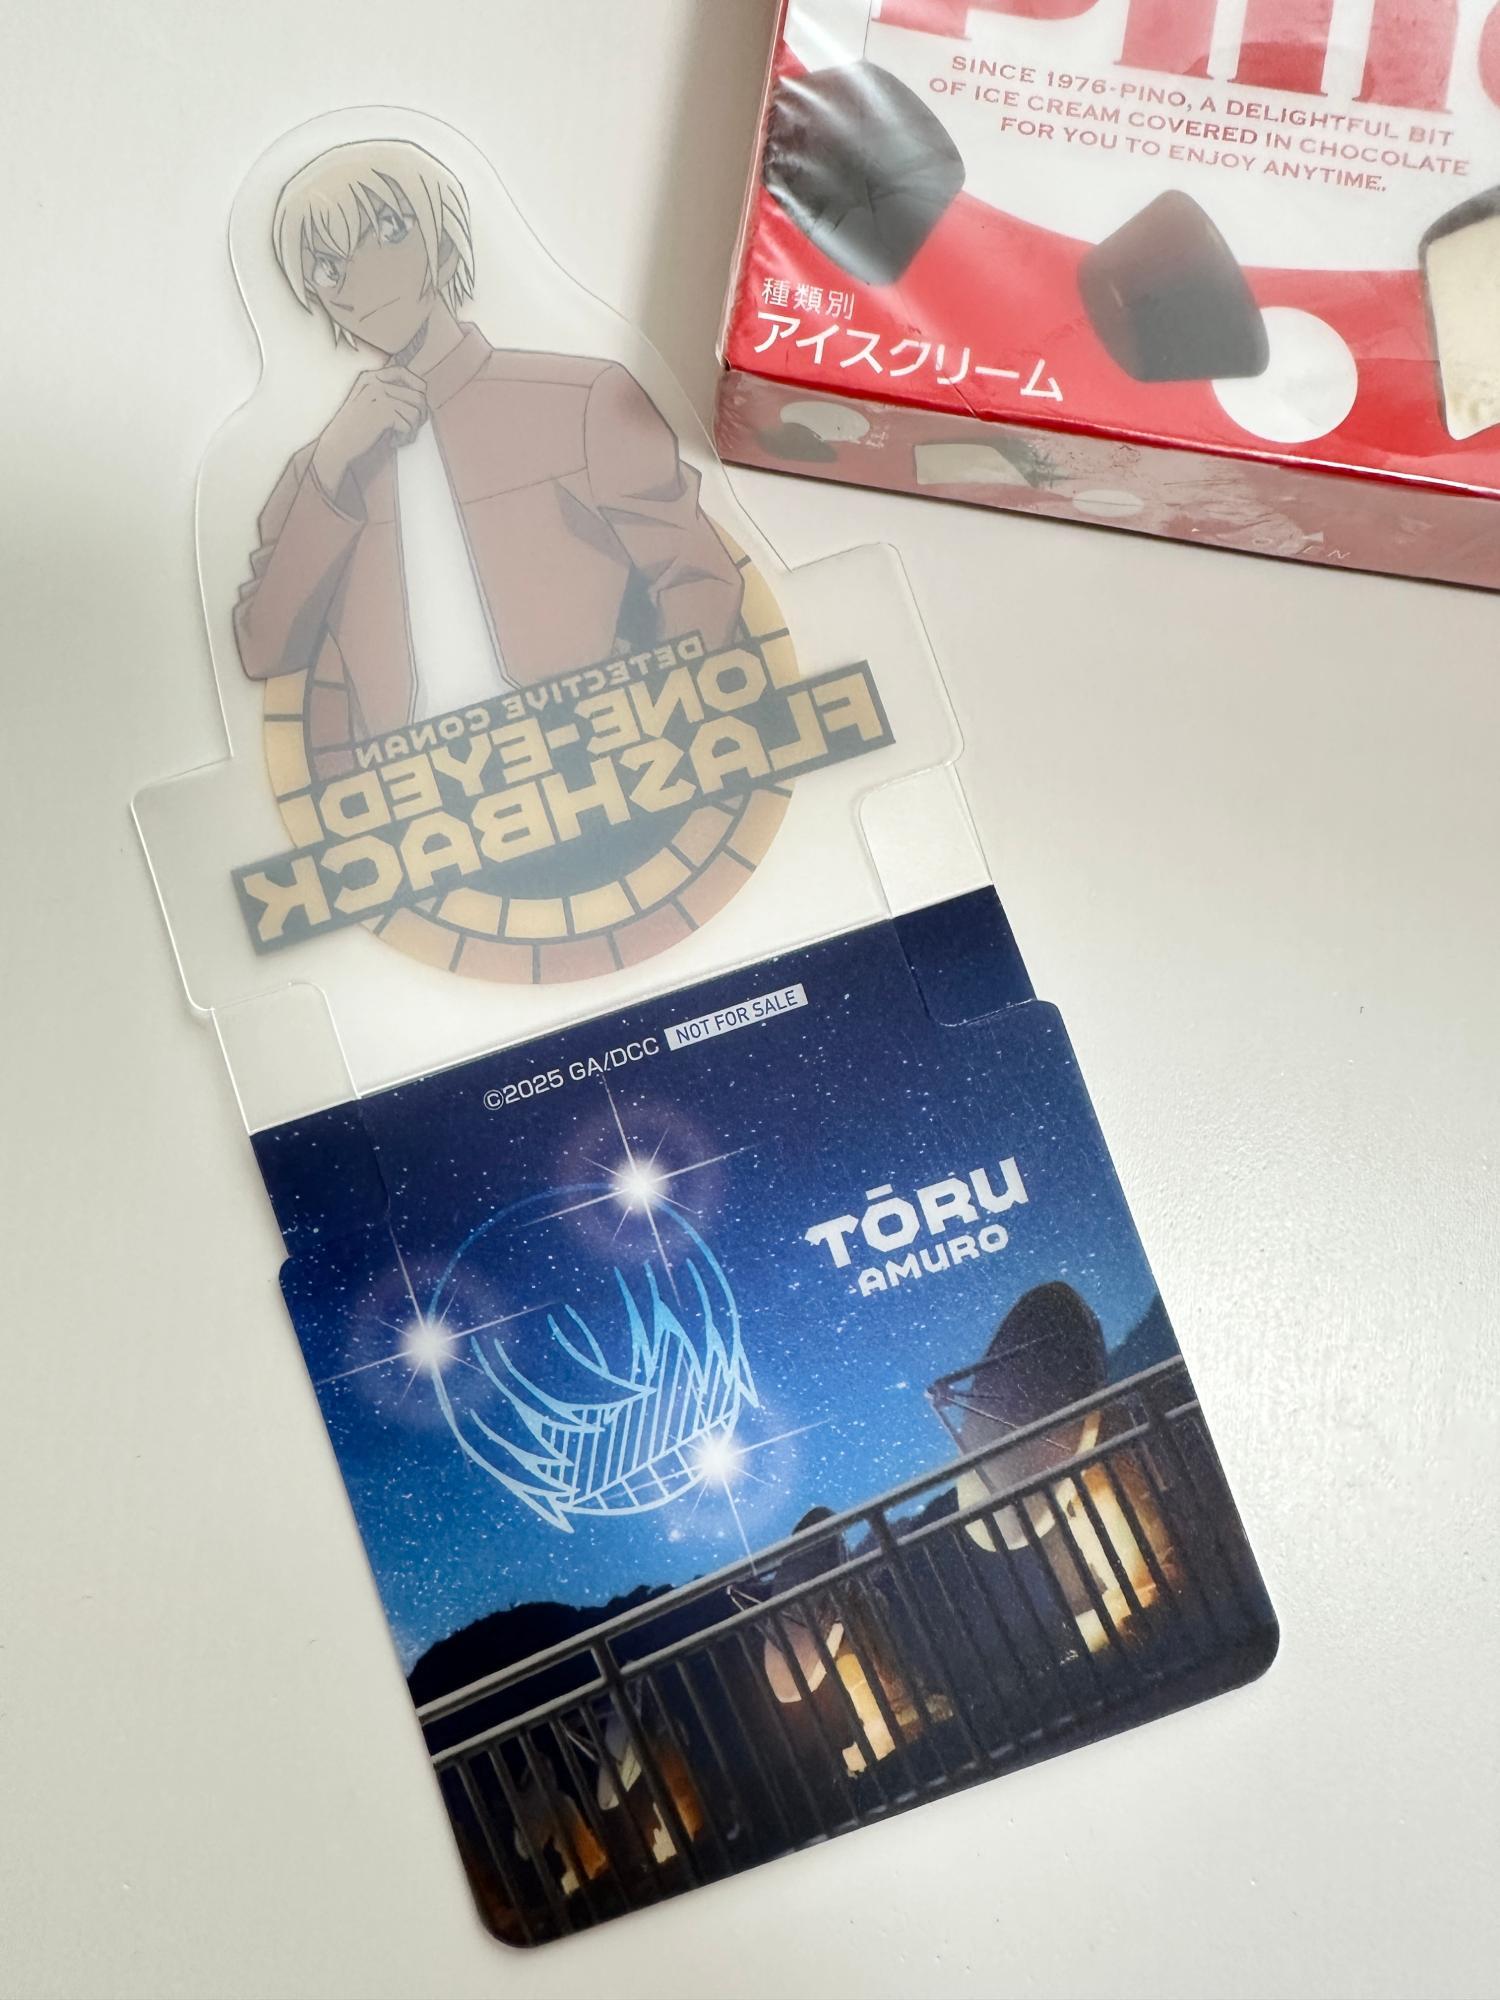 Pino
SINCE 1976-PINO, A DELIGHTFUL BIT
OF ICE CREAM COVERED IN CHOCOLATE
FOR YOU TO ENJOY ANYTIME.
種類別
アイスクリーム
OPEN
DETECTIVE CONAN
ONE-EYED
FLASHBACK
©2025 GA/DCC NOT FOR SALE
TŌRU
AMURO